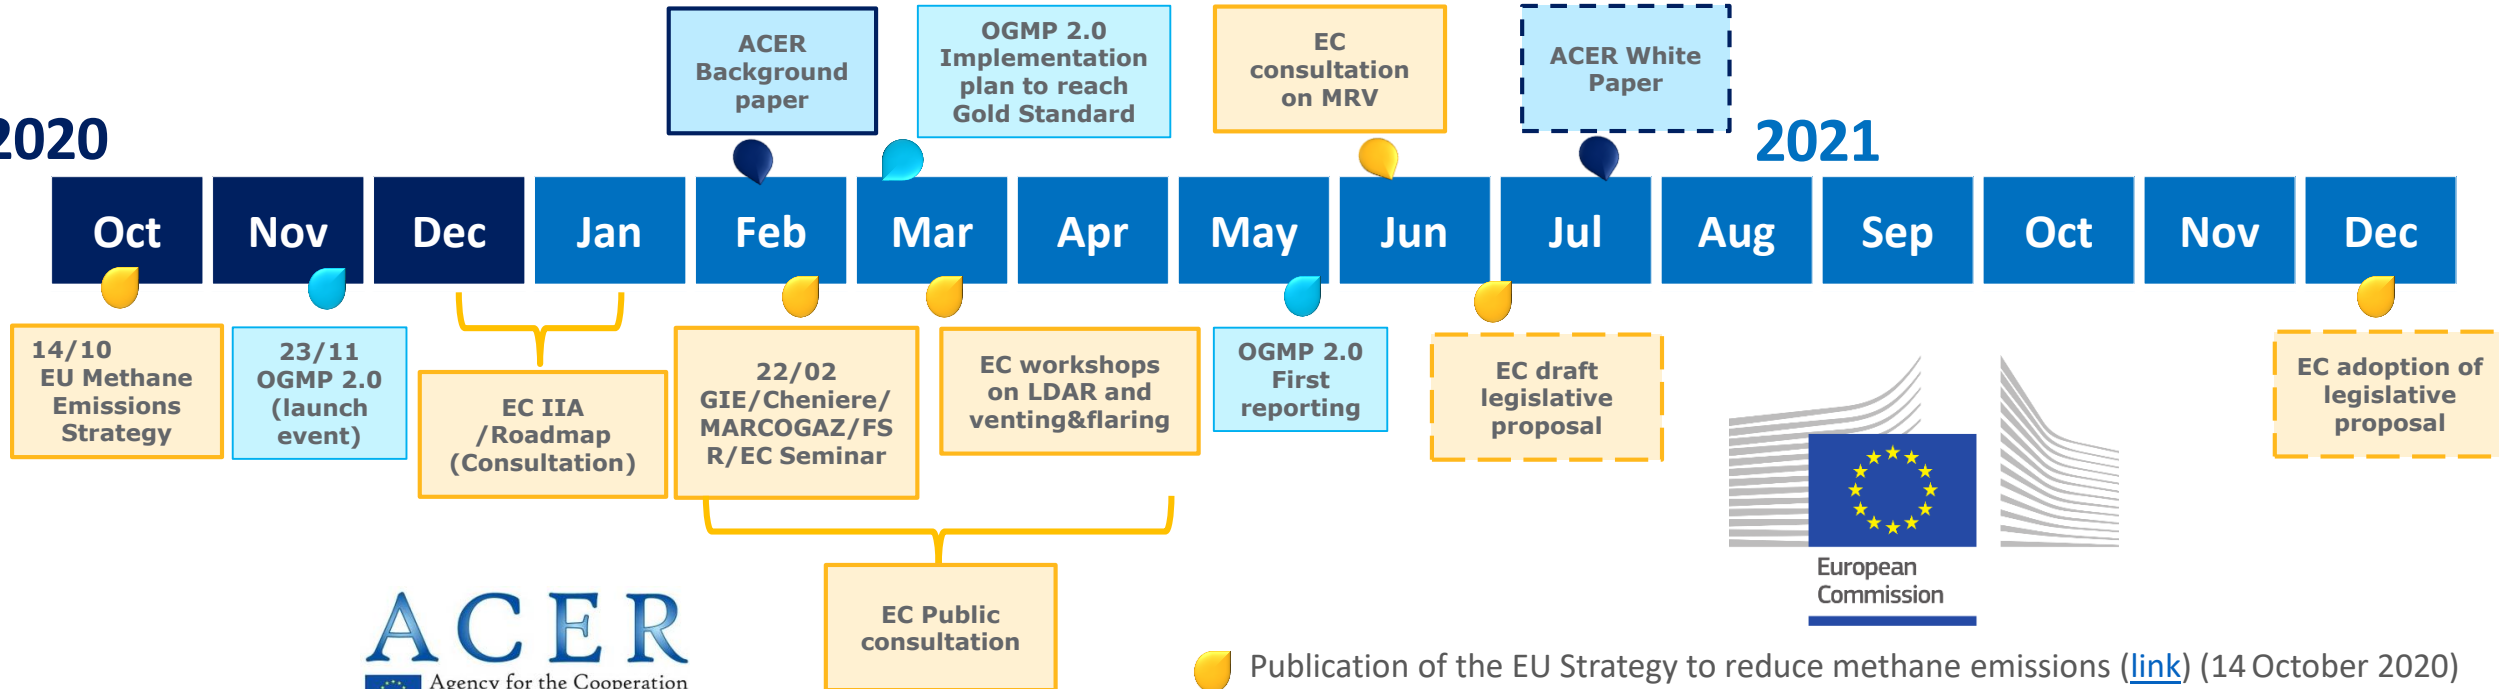 ACER
Background
paper
OGMP 2.0
Implementation
plan to reach
Gold Standard
EC
consultation
on MRV
ACER White
Paper
2020
2021
Oct
Nov
Dec
Jan
Feb
Mar
Apr
May
Jun
Jul
Aug
Sep
Oct
Nov
Dec
14/10
EU Methane
Emissions
Strategy
23/11
OGMP 2.0
(launch
event)
EC IIA
/Roadmap
(Consultation)
22/02
GIE/Cheniere/
MARCOGAZ/FS
R/EC Seminar
EC workshops
on LDAR and
venting&flaring
OGMP 2.0
First
reporting
EC draft
legislative
proposal
EC adoption of
legislative
proposal
EC Public
consultation
European
Commission
ACER
Agency for the Cooperation
Publication of the EU Strategy to reduce methane emissions (link) (14 October 2020)